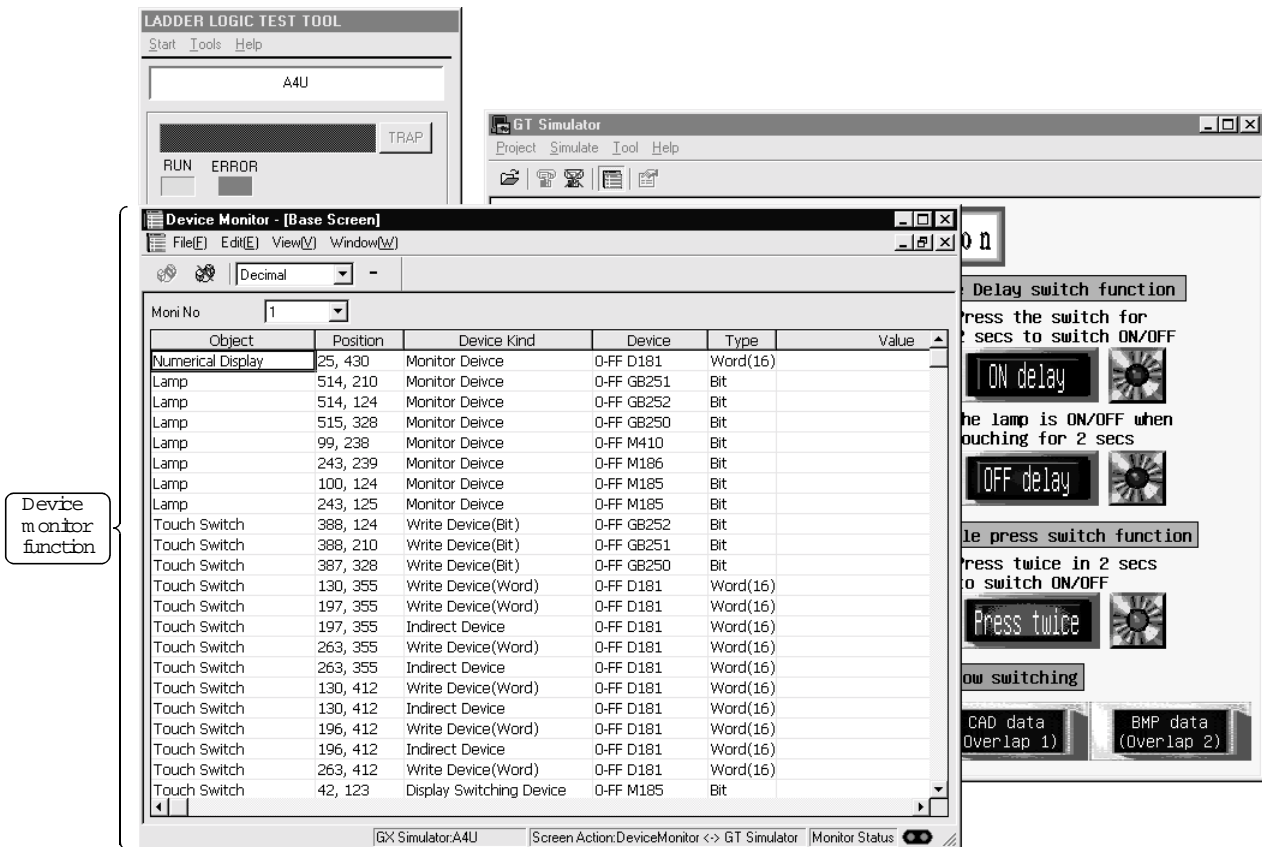 LADDER LOGIC TEST TOOL
Start Tools Help
A4U
TRAP
RUN ERROR
GT Simulator
Project Simulate Tool Help
Device Monitor - [Base Screen]
File(F) Edit(E) View(V) Window(W)
Decimal
Moni No 1
Object Position Device Kind Device Type Value
Numerical Display 25, 430 Monitor Deivce 0-FF D181 Word(16)
Lamp 514, 210 Monitor Deivce 0-FF GB251 Bit
Lamp 514, 124 Monitor Deivce 0-FF GB252 Bit
Lamp 515, 328 Monitor Deivce 0-FF GB250 Bit
Lamp 99, 238 Monitor Deivce 0-FF M410 Bit
Lamp 243, 239 Monitor Deivce 0-FF M186 Bit
Lamp 100, 124 Monitor Deivce 0-FF M185 Bit
Lamp 243, 125 Monitor Deivce 0-FF M185 Bit
Touch Switch 388, 124 Write Device(Bit) 0-FF GB252 Bit
Touch Switch 388, 210 Write Device(Bit) 0-FF GB251 Bit
Touch Switch 387, 328 Write Device(Bit) 0-FF GB250 Bit
Touch Switch 130, 355 Write Device(Word) 0-FF D181 Word(16)
Touch Switch 197, 355 Write Device(Word) 0-FF D181 Word(16)
Touch Switch 197, 355 Indirect Device 0-FF D181 Word(16)
Touch Switch 263, 355 Write Device(Word) 0-FF D181 Word(16)
Touch Switch 263, 355 Indirect Device 0-FF D181 Word(16)
Touch Switch 130, 412 Write Device(Word) 0-FF D181 Word(16)
Touch Switch 130, 412 Indirect Device 0-FF D181 Word(16)
Touch Switch 196, 412 Write Device(Word) 0-FF D181 Word(16)
Touch Switch 196, 412 Indirect Device 0-FF D181 Word(16)
Touch Switch 263, 412 Write Device(Word) 0-FF D181 Word(16)
Touch Switch 42, 123 Display Switching Device 0-FF M185 Bit
GX Simulator:A4U Screen Action:DeviceMonitor <-> GT Simulator Monitor Status
Device
monitor
function
on
Delay switch function
Press the switch for
2 secs to switch ON/OFF
ON delay
he lamp is ON/OFF when
ouching for 2 secs
OFF delay
le press switch function
Press twice in 2 secs
to switch ON/OFF
Press twice
ow switching
CAD data
(Overlap 1)
BMP data
(Overlap 2)